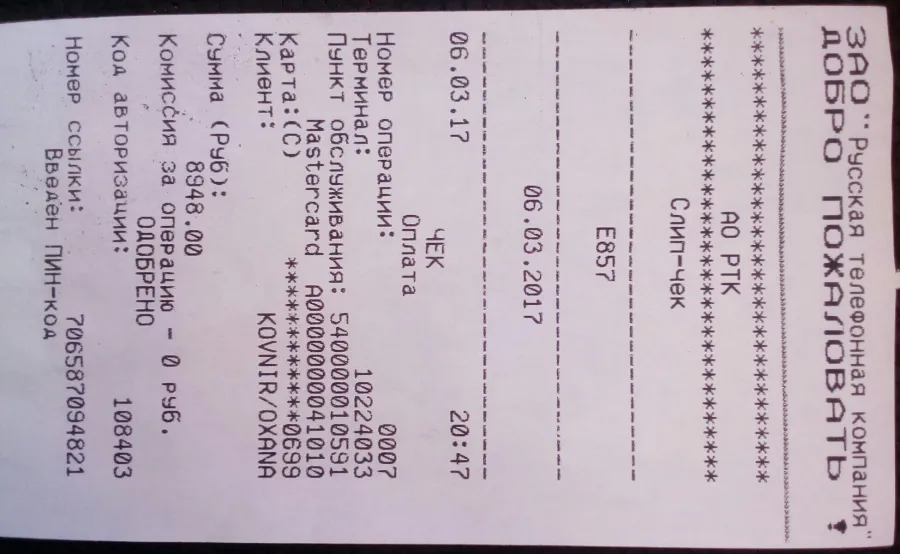 ЗАО "Русская телефонная компания"
ДОБРО ПОЖАЛОВАТЬ !
****************************************
АО РТК
****************************************
Слип-чек
----------------------------------------
E857
----------------------------------------
06.03.2017
----------------------------------------
06.03.17 20:47
ЧЕК
Оплата
Номер операции: 0007
Терминал: 10224033
Пункт обслуживания: 540000010591
Mastercard A0000000041010
Карта:(C) ************0699
Клиент: KOVNIR/OXANA
Сумма (Руб):
8948.00
Комиссия за операцию - 0 руб.
ОДОБРЕНО
Код авторизации: 108403
Номер ссылки: 706587094821
Введен ПИН-код